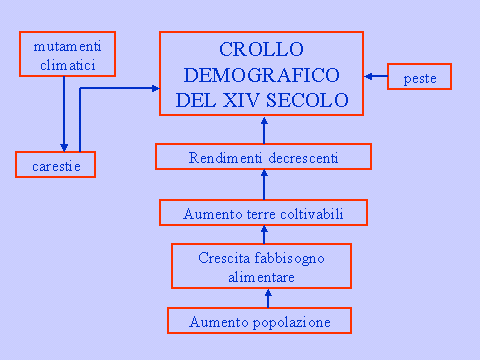 mutamenti
climatici
CROLLO
DEMOGRAFICO
DEL XIV SECOLO
peste
carestie
Rendimenti decrescenti
Aumento terre coltivabili
Crescita fabbisogno
alimentare
Aumento popolazione